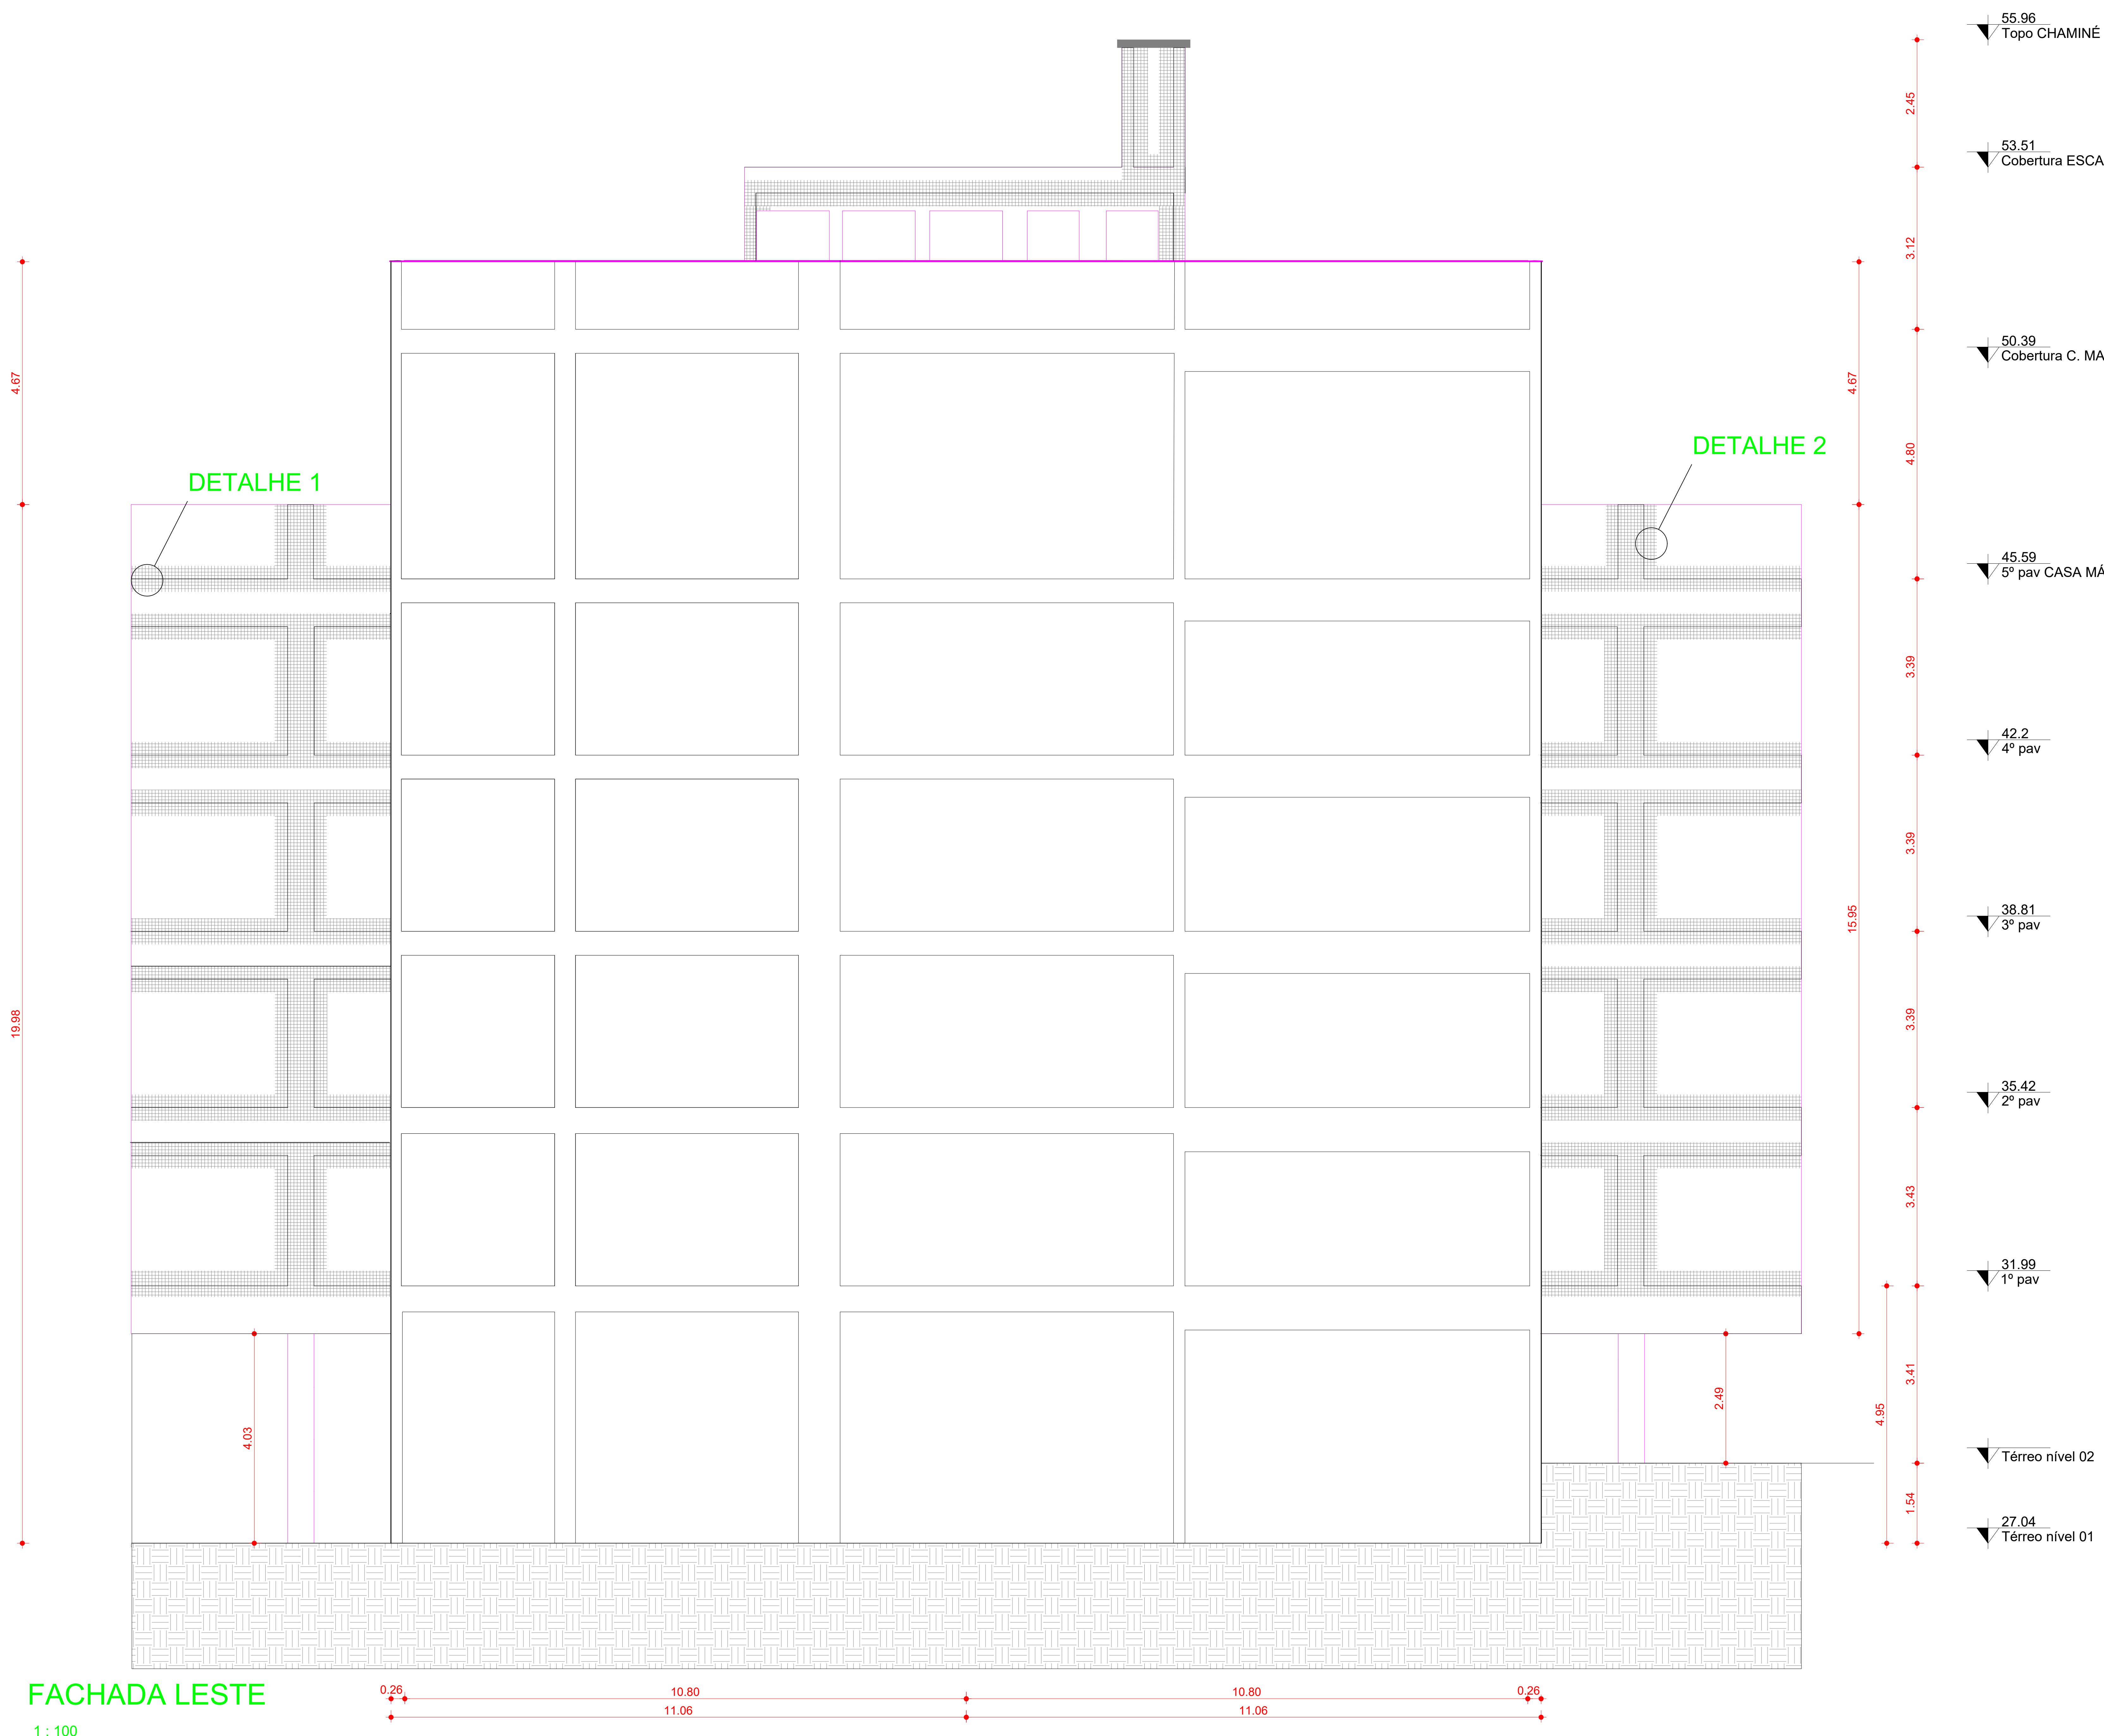 55.96
Topo CHAMINÉ
2.45
53.51
Cobertura ESCA
3.12
50.39
Cobertura C. MA
4.67
4.67
4.80
DETALHE 1
DETALHE 2
45.59
5º pav CASA MÁ
3.39
42.2
4º pav
3.39
38.81
3º pav
15.95
19.98
3.39
35.42
2º pav
3.43
31.99
1º pav
3.41
2.49
4.95
4.03
Térreo nível 02
1.54
27.04
Térreo nível 01
FACHADA LESTE
1 : 100
0.26
10.80
10.80
0.26
11.06
11.06